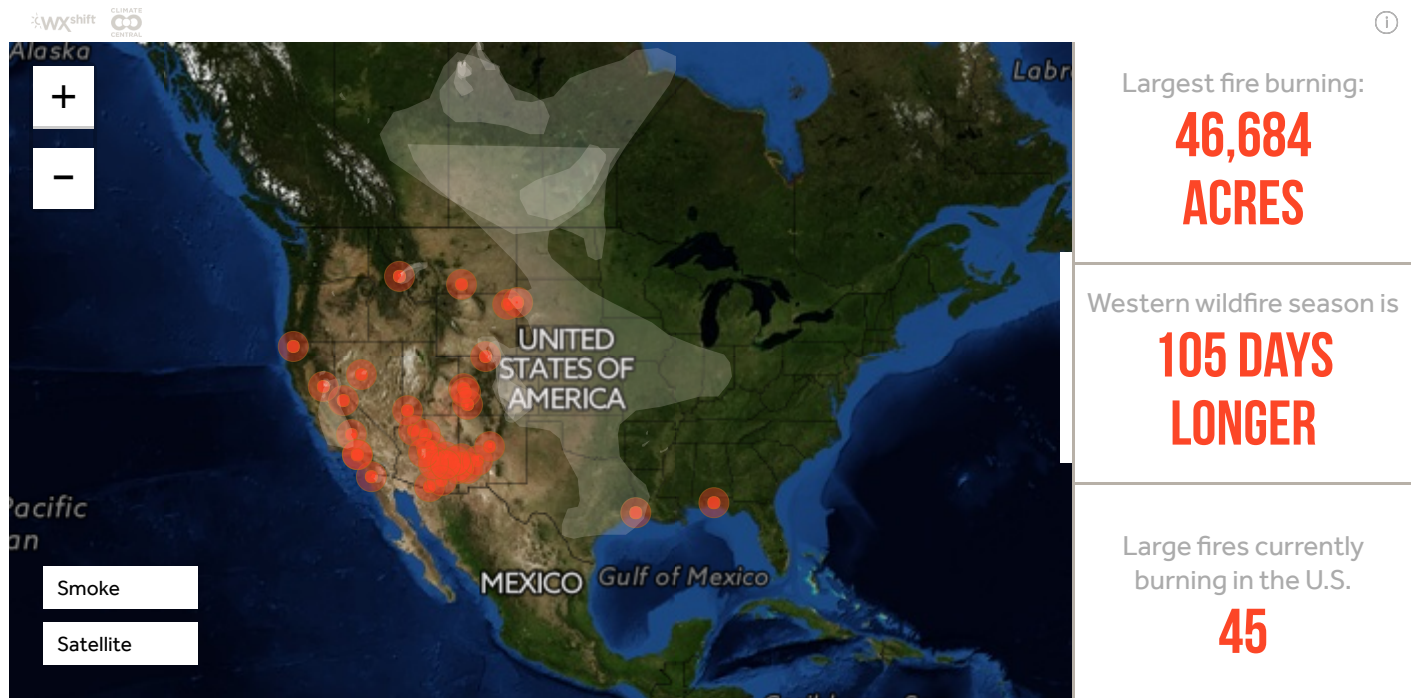 WXshift
CLIMATE
CENTRAL
i
Alaska
Labr
+
−
Largest fire burning:
46,684
ACRES
Western wildfire season is
105 DAYS
LONGER
UNITED
STATES OF
AMERICA
Pacific
an
MEXICO
Gulf of Mexico
Smoke
Satellite
Large fires currently
burning in the U.S.
45